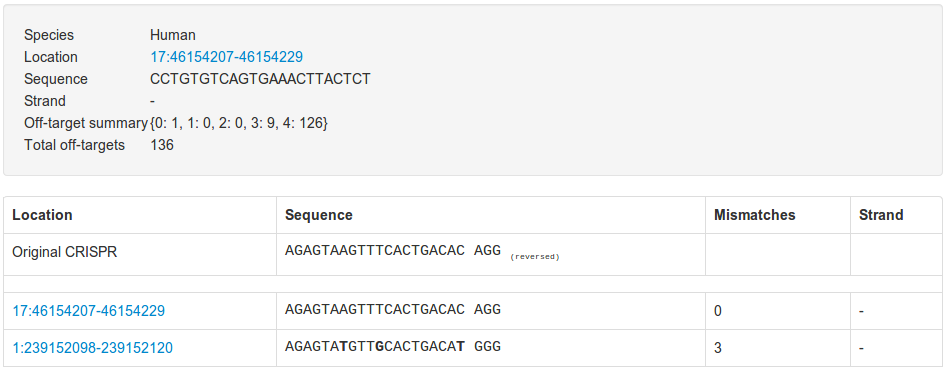 Species Human
Location 17:46154207-46154229
Sequence CCTGTGTCAGTGAAACTTACTCT
Strand -
Off-target summary {0: 1, 1: 0, 2: 0, 3: 9, 4: 126}
Total off-targets 136
Location Sequence Mismatches Strand
Original CRISPR AGAGTAAGTTTCACTGACAC AGG (reversed)
17:46154207-46154229 AGAGTAAGTTTCACTGACAC AGG 0 -
1:239152098-239152120 AGAGTATGTTGCACTGACAT GGG 3 -